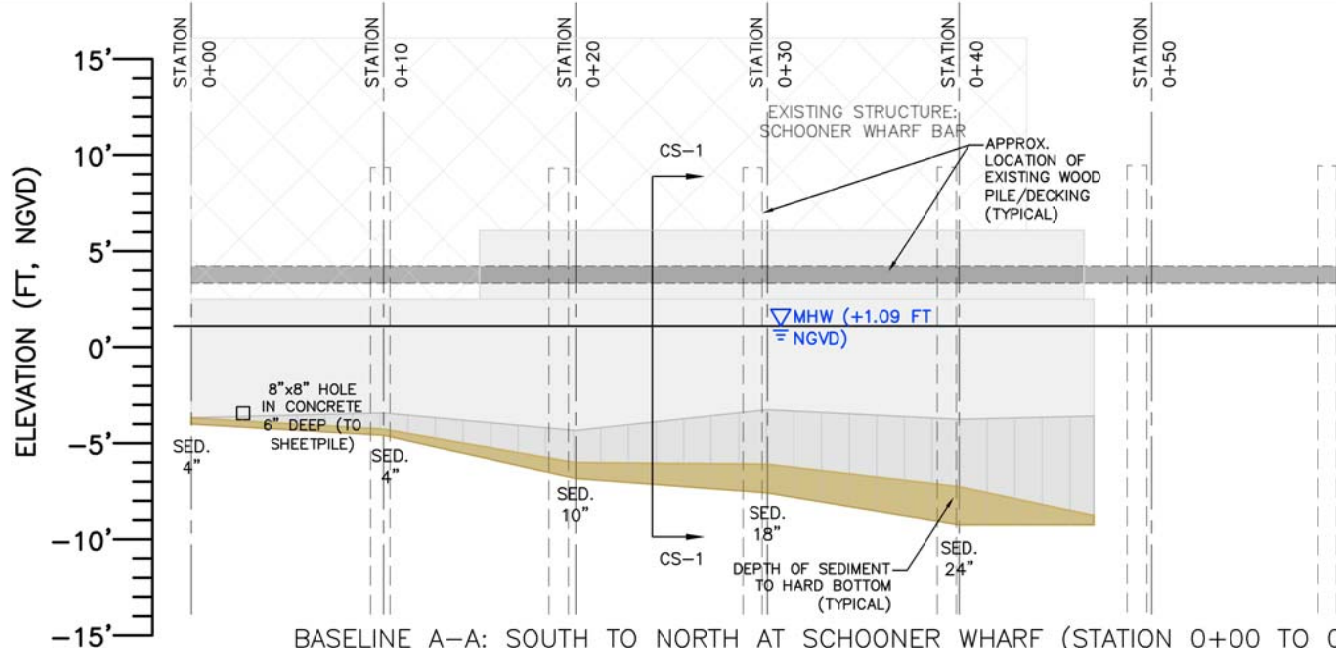 STATION
0+00
STATION
0+10
STATION
0+20
STATION
0+30
STATION
0+40
STATION
0+50
15'
10'
5'
0'
-5'
-10'
-15'
ELEVATION (FT, NGVD)
EXISTING STRUCTURE:
SCHOONER WHARF BAR
APPROX.
LOCATION OF
EXISTING WOOD
PILE/DECKING
(TYPICAL)
CS-1
MHW (+1.09 FT
NGVD)
8"x8" HOLE
IN CONCRETE
6" DEEP (TO
SHEETPILE)
SED.
4"
SED.
4"
SED.
10"
SED.
18"
SED.
24"
CS-1
DEPTH OF SEDIMENT
TO HARD BOTTOM
(TYPICAL)
BASELINE A-A: SOUTH TO NORTH AT SCHOONER WHARF (STATION 0+00 TO